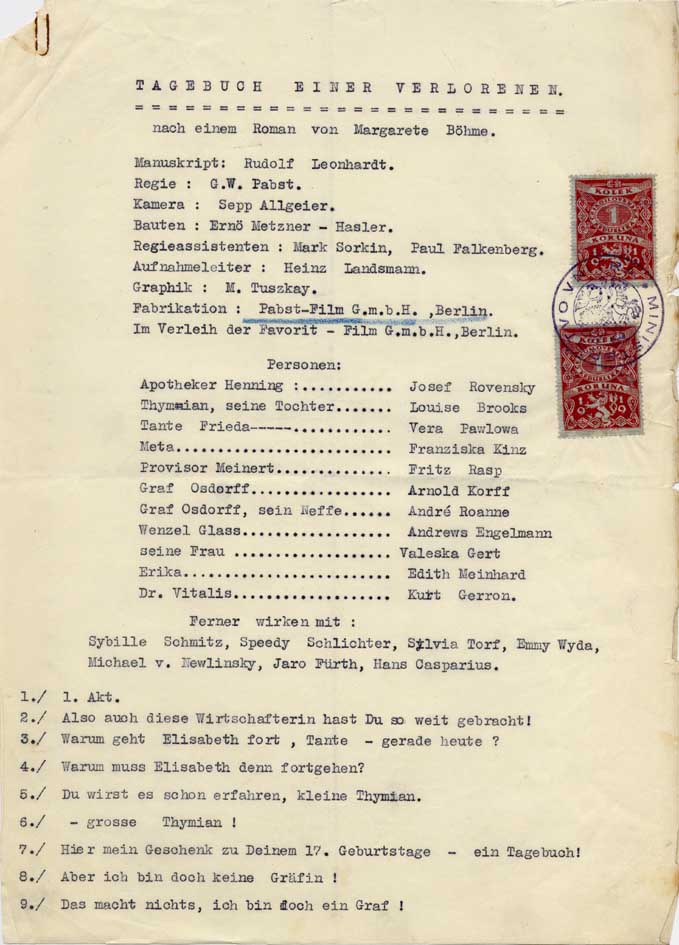 TAGEBUCH EINER VERLORENEN.
===========================
nach einem Roman von Margarete Böhme.
Manuskript: Rudolf Leonhardt.
Regie : G.W. Pabst.
Kamera : Sepp Allgeier.
Bauten : Ernö Metzner - Hasler.
Regieassistenten : Mark Sorkin, Paul Falkenberg.
Aufnahmeleiter : Heinz Landsmann.
Graphik : M. Tuszkay.
Fabrikation : Pabst-Film G.m.b.H. ,Berlin.
Im Verleih der Favorit - Film G.m.b.H.,Berlin.
KOLEK
1
KORUNA
1919
MINIS
KORUNA
1919
Personen:
Apotheker Henning :........... Josef Rovensky
Thymian, seine Tochter....... Louise Brooks
Tante Frieda-----............ Vera Pawlowa
Meta.......................... Franziska Kinz
Provisor Meinert.............. Fritz Rasp
Graf Osdorff................. Arnold Korff
Graf Osdorff, sein Neffe...... André Roanne
Wenzel Glass.................. Andrews Engelmann
seine Frau .................... Valeska Gert
Erika.......................... Edith Meinhard
Dr. Vitalis.................... Kurt Gerron.
Ferner wirken mit :
Sybille Schmitz, Speedy Schlichter, Sylvia Torf, Emmy Wyda,
Michael v. Newlinsky, Jaro Fürth, Hans Casparius.
1./ 1. Akt.
2./ Also auch diese Wirtschafterin hast Du so weit gebracht!
3./ Warum geht Elisabeth fort , Tante - gerade heute ?
4./ Warum muss Elisabeth denn fortgehen?
5./ Du wirst es schon erfahren, kleine Thymian.
6./ - grosse Thymian !
7./ Hier mein Geschenk zu Deinem 17. Geburtstage - ein Tagebuch!
8./ Aber ich bin doch keine Gräfin !
9./ Das macht nichts, ich bin doch ein Graf !